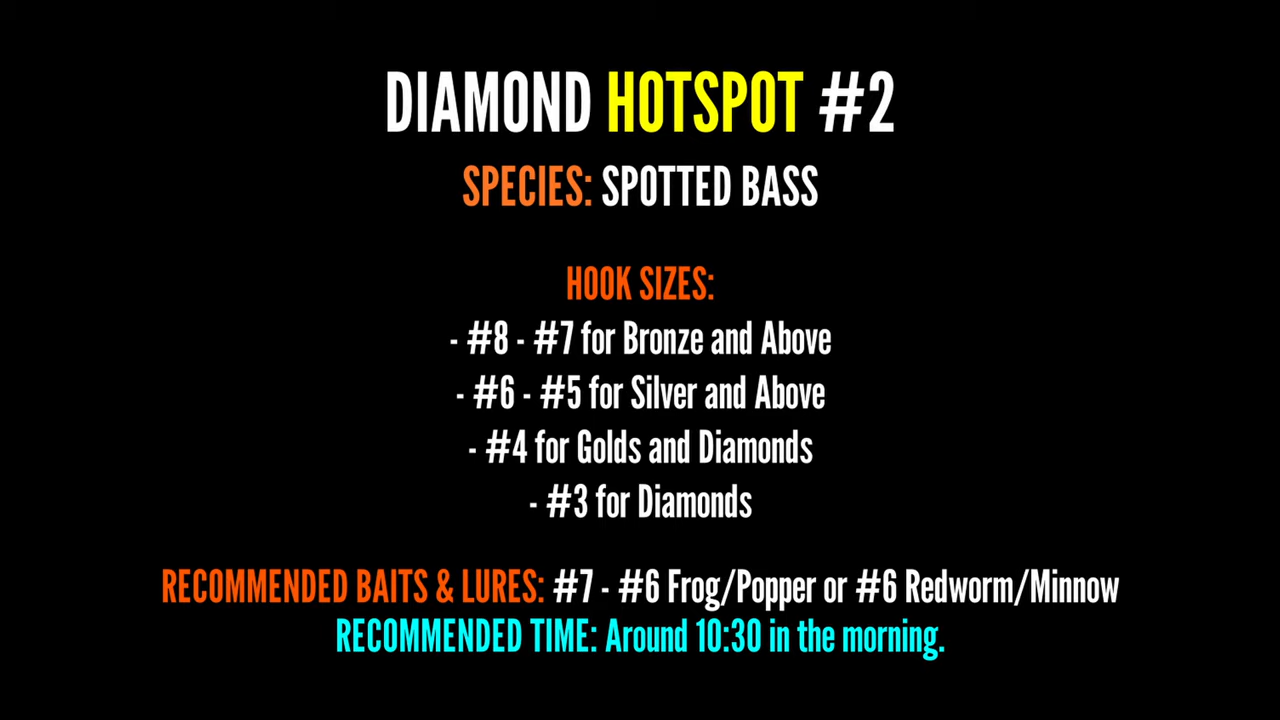 DIAMOND HOTSPOT #2
SPECIES: SPOTTED BASS
HOOK SIZES:
- #8 - #7 for Bronze and Above
- #6 - #5 for Silver and Above
- #4 for Golds and Diamonds
- #3 for Diamonds
RECOMMENDED BAITS & LURES: #7 - #6 Frog/Popper or #6 Redworm/Minnow
RECOMMENDED TIME: Around 10:30 in the morning.